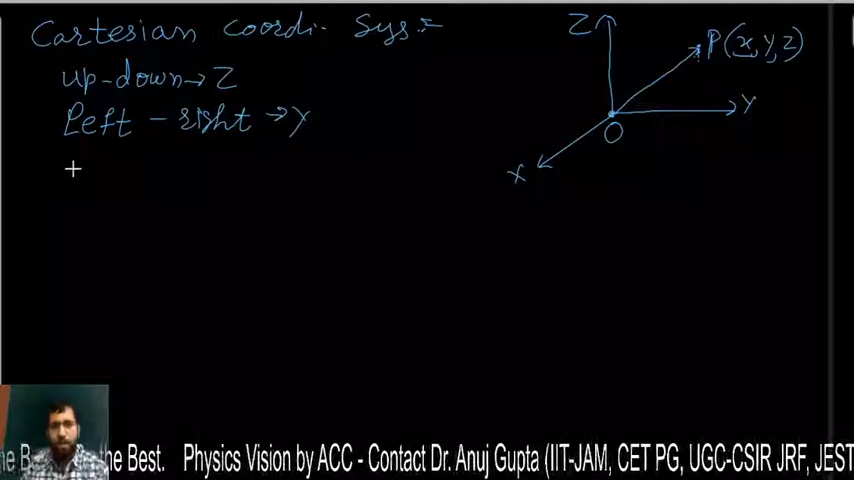 Cartesian coordi- Sys:-
up-down → Z
Left - right → Y
Z
P(x, y, z)
Y
O
X
the Best. Physics Vision by ACC - Contact Dr. Anuj Gupta (IIT-JAM, CET PG, UGC-CSIR JRF, JEST